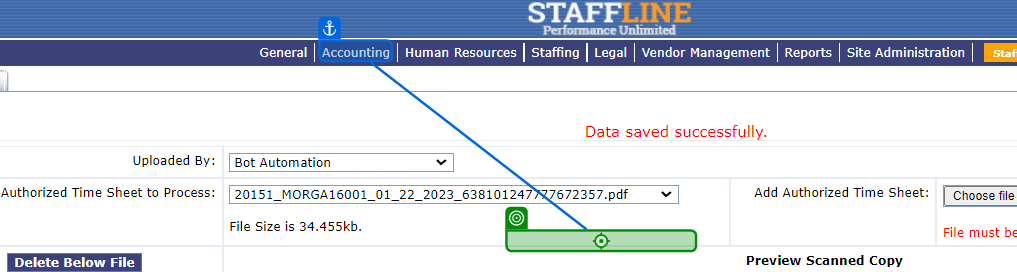 STAFFLINE
Performance Unlimited
General Accounting Human Resources Staffing Legal Vendor Management Reports Site Administration Staf
Data saved successfully.
Uploaded By: Bot Automation
Authorized Time Sheet to Process: 20151_MORGA16001_01_22_2023_638101247777672357.pdf Add Authorized Time Sheet: Choose file
File Size is 34.455kb. File must be
Delete Below File Preview Scanned Copy